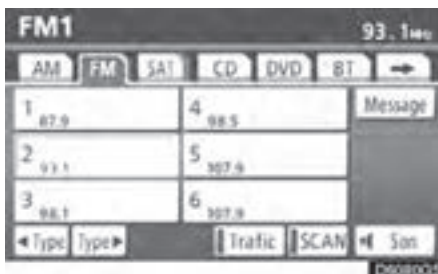 FM1 93.1MHz
AM FM SAT CD DVD BT
1 87.9 4 98.5 Message
2 93.1 5 107.9
3 98.1 6 107.9
Type Type Trafic SCAN Son